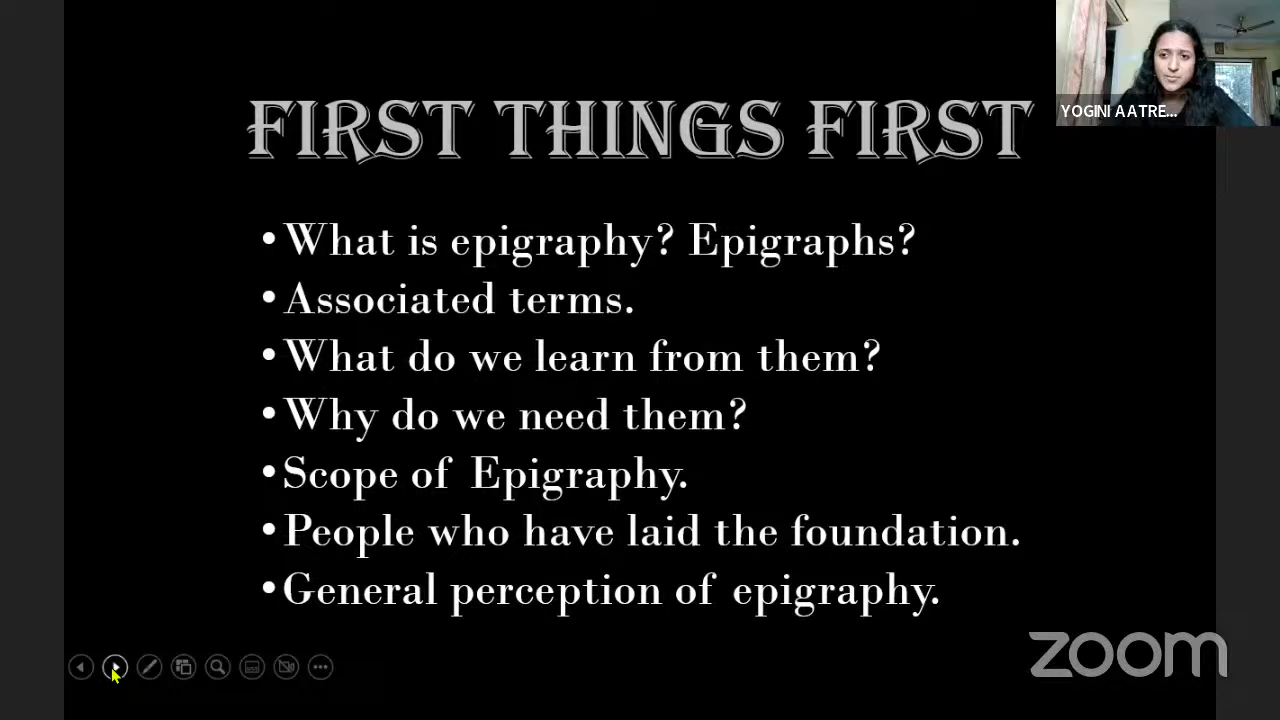 YOGINI AATRE...
FIRST THINGS FIRST
•What is epigraphy? Epigraphs?
•Associated terms.
•What do we learn from them?
•Why do we need them?
•Scope of Epigraphy.
•People who have laid the foundation.
•General perception of epigraphy.
zoom